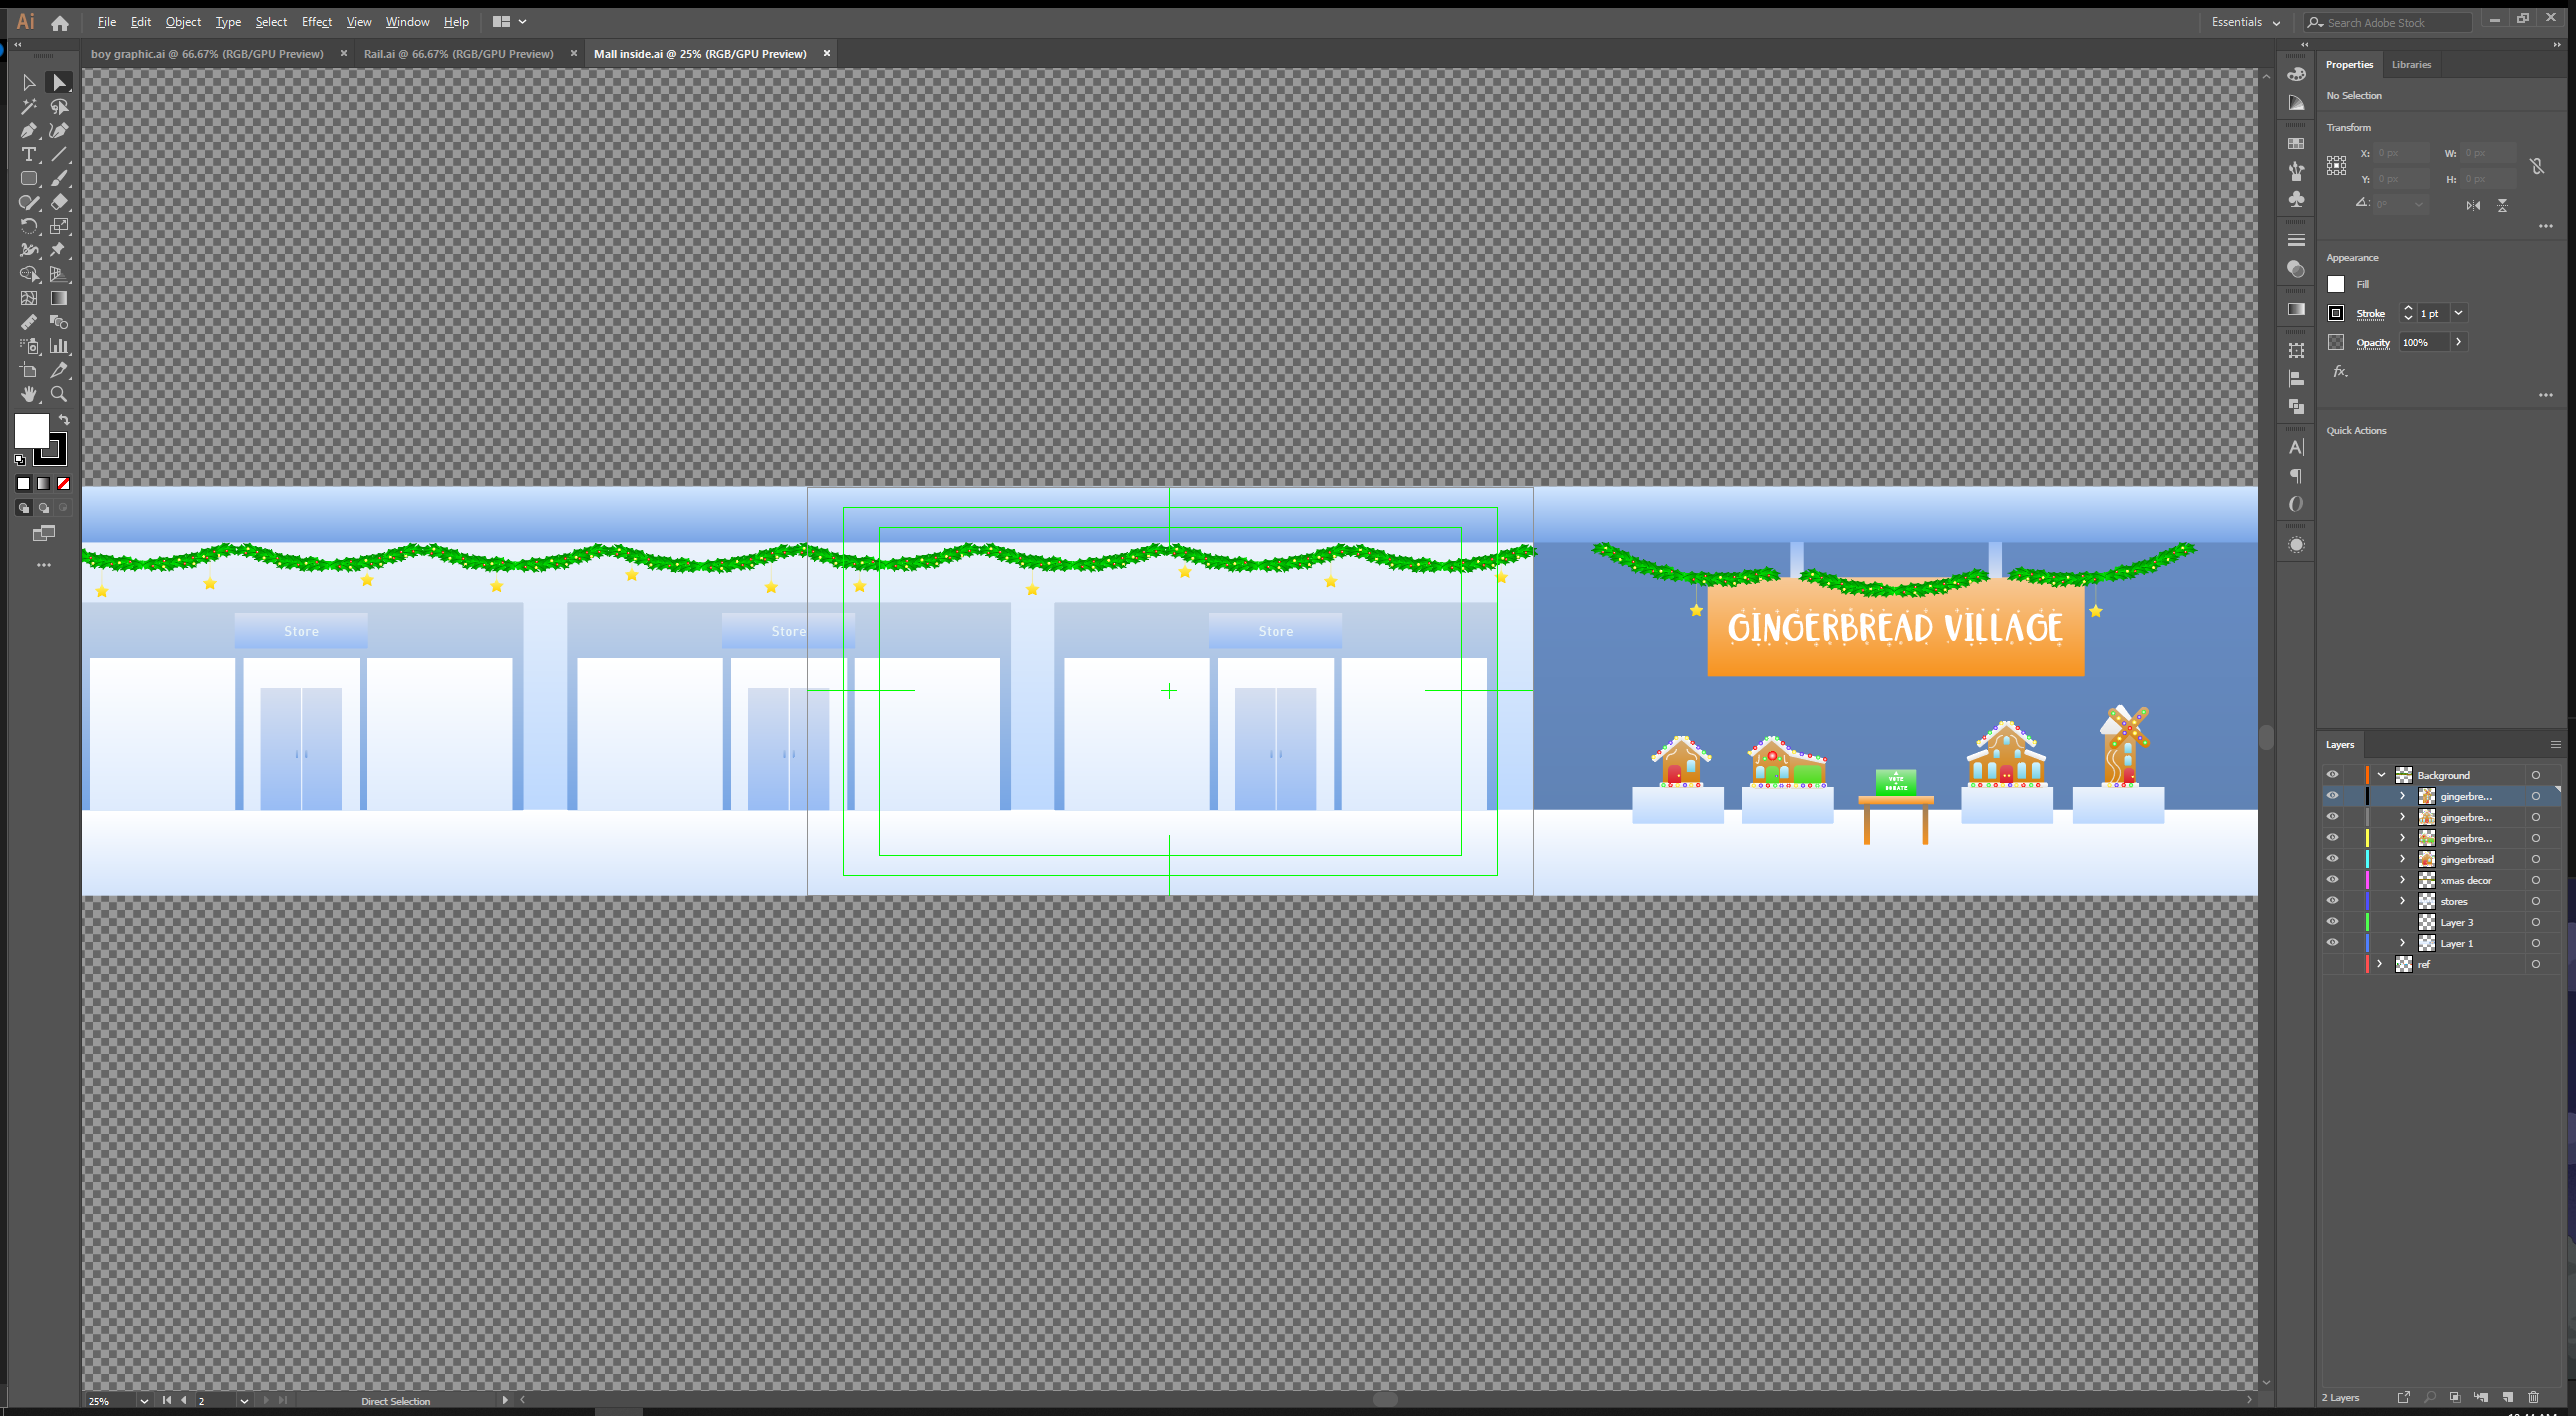 Ai File Edit Object Type Select Effect View Window Help Essentials Search Adobe Stock
boy graphic.ai @ 66.67% (RGB/GPU Preview) Rail.ai @ 66.67% (RGB/GPU Preview) Mall inside.ai @ 25% (RGB/GPU Preview)
Properties Libraries
No Selection
Transform
X: 0 px W: 0 px
Y: 0 px H: 0 px
0°
Appearance
Fill
Stroke 1 pt
Opacity 100%
fx
Quick Actions
Store
Store
Store
GINGERBREAD VILLAGE
VOTE
DONATE
Layers
Background
gingerbre...
gingerbre...
gingerbre...
gingerbread
xmas decor
stores
Layer 3
Layer 1
ref
2 Layers
25% 2 Direct Selection